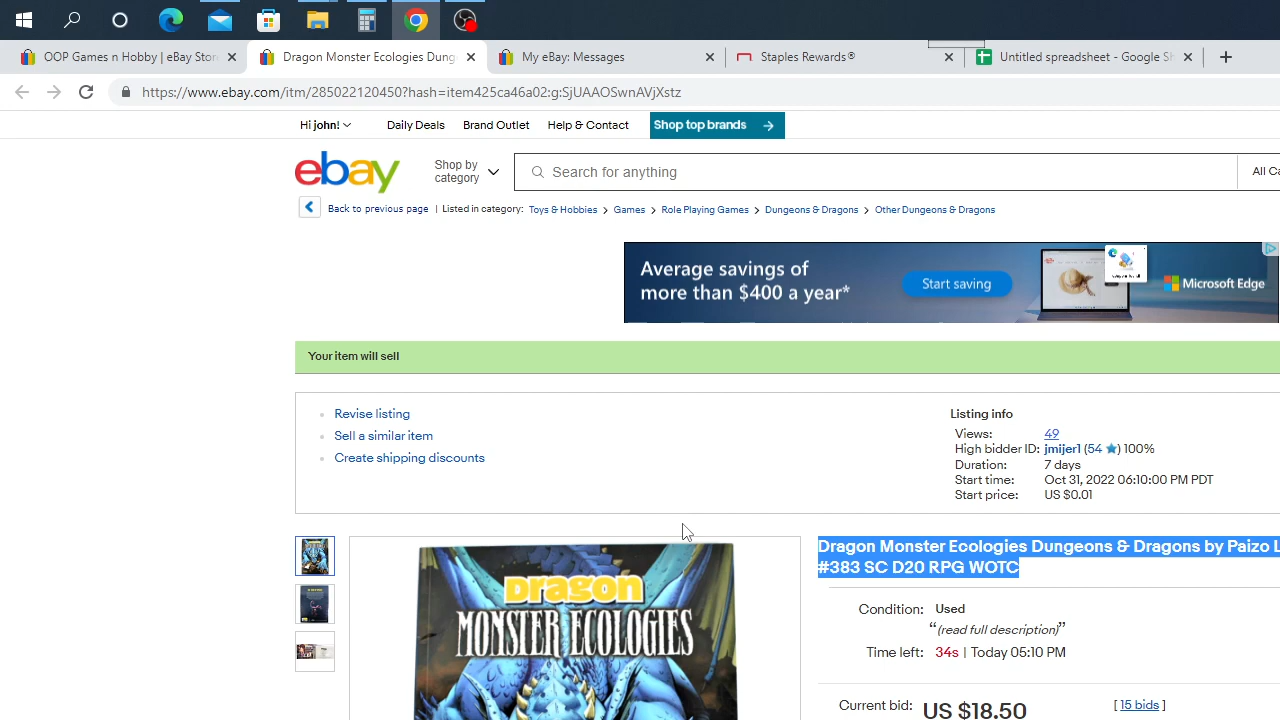 OOP Games n Hobby | eBay Stor
Dragon Monster Ecologies Dung
My eBay: Messages
Staples Rewards®
Untitled spreadsheet - Google Sh
https://www.ebay.com/itm/285022120450?hash=item425ca46a02:g:SjUAAOSwnAVjXstz
Hi john!
Daily Deals
Brand Outlet
Help & Contact
Shop top brands
ebay
Shop by
category
Search for anything
All Ca
Back to previous page | Listed in category: Toys & Hobbies > Games > Role Playing Games > Dungeons & Dragons > Other Dungeons & Dragons
Average savings of
more than $400 a year*
Start saving
Microsoft Edge
Your item will sell
Revise listing
Sell a similar item
Create shipping discounts
Listing info
Views: 49
High bidder ID: jmijer1 (54 ★) 100%
Duration: 7 days
Start time: Oct 31, 2022 06:10:00 PM PDT
Start price: US $0.01
DRAGON
MONSTER ECOLOGIES
Dragon Monster Ecologies Dungeons & Dragons by Paizo L
#383 SC D20 RPG WOTC
Condition: Used
“(read full description)”
Time left: 34s | Today 05:10 PM
Current bid: US $18.50 [ 15 bids ]